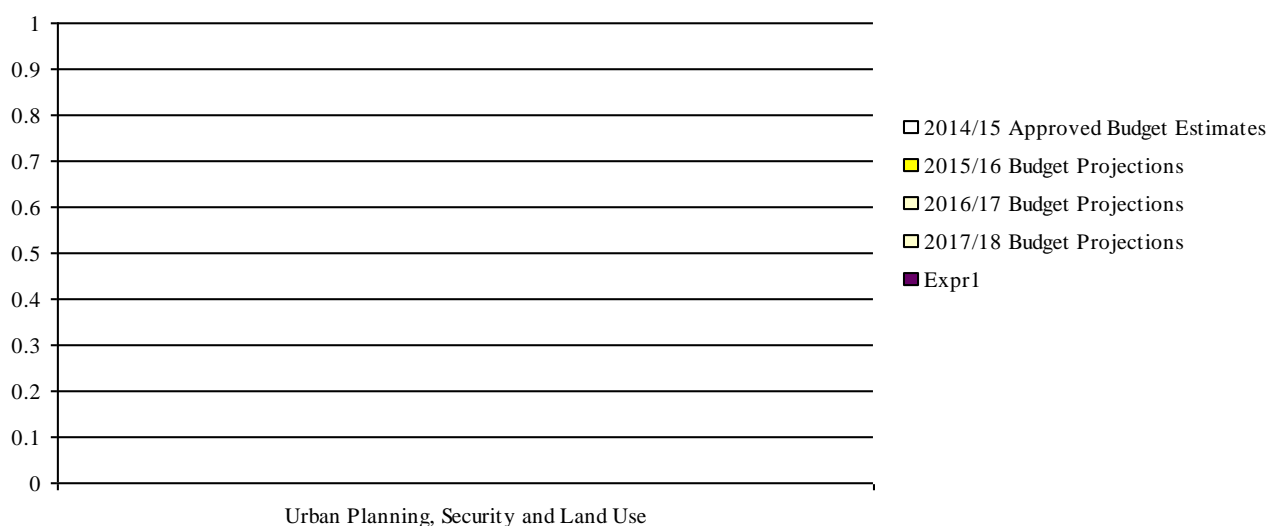 1
0.9
0.8
0.7
0.6
0.5
0.4
0.3
0.2
0.1
0
Urban Planning, Security and Land Use
2014/15 Approved Budget Estimates
2015/16 Budget Projections
2016/17 Budget Projections
2017/18 Budget Projections
Expr1